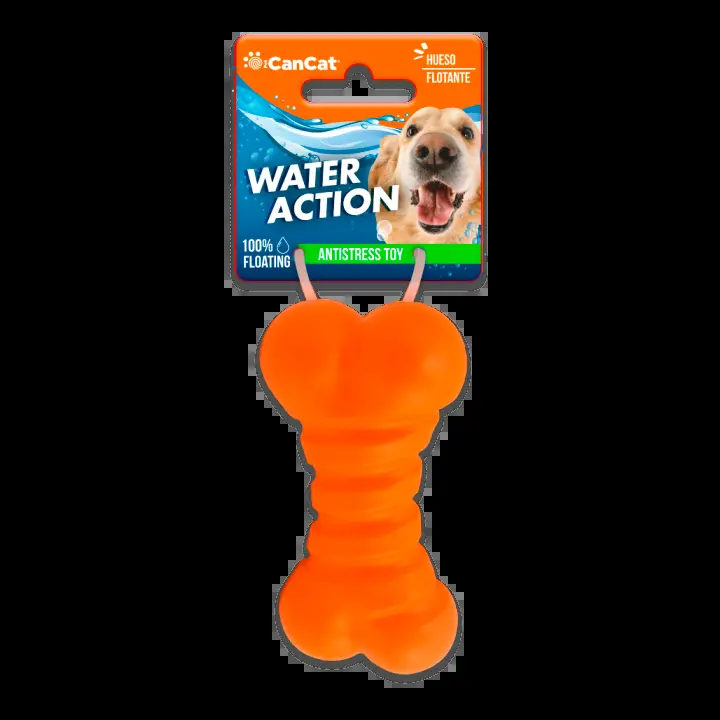 CanCat
HUESO
FLOTANTE
WATER
ACTION
100%
FLOATING
ANTISTRESS TOY